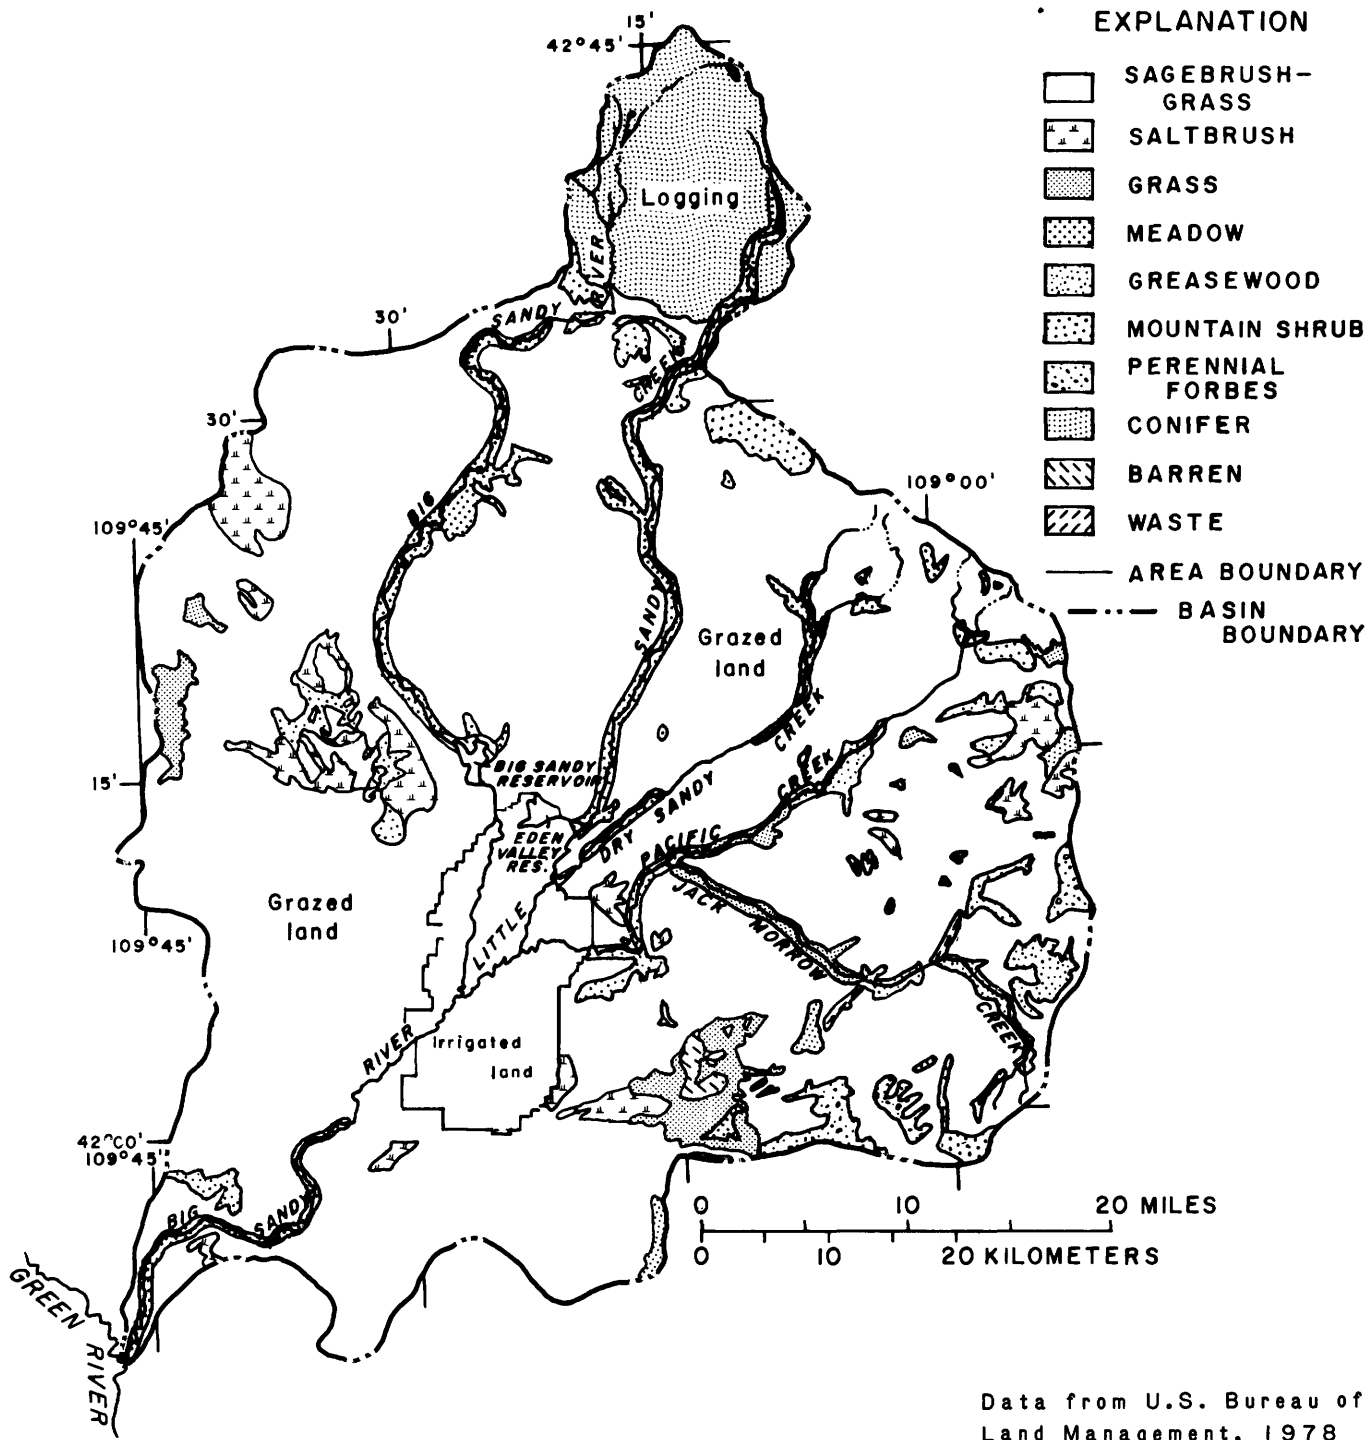 EXPLANATION
SAGEBRUSH–
GRASS
SALTBRUSH
GRASS
MEADOW
GREASEWOOD
MOUNTAIN SHRUB
PERENNIAL
FORBES
CONIFER
BARREN
WASTE
AREA BOUNDARY
BASIN
BOUNDARY
15'
42°45'
Logging
RIVER
SANDY
30'
CREEK
30'
109°00'
BIG
109°45'
SANDY
Grazed
land
CREEK
15'
BIG SANDY
RESERVOIR
CREEK
SANDY
EDEN
VALLEY
RES.
DRY
PACIFIC
JACK
Grazed
land
109°45'
LITTLE
MORROW
CREEK
RIVER
Irrigated
land
42°00'
109°45'
BIG
SANDY
0 10 20 MILES
0 10 20 KILOMETERS
GREEN
RIVER
Data from U.S. Bureau of
Land Management, 1978